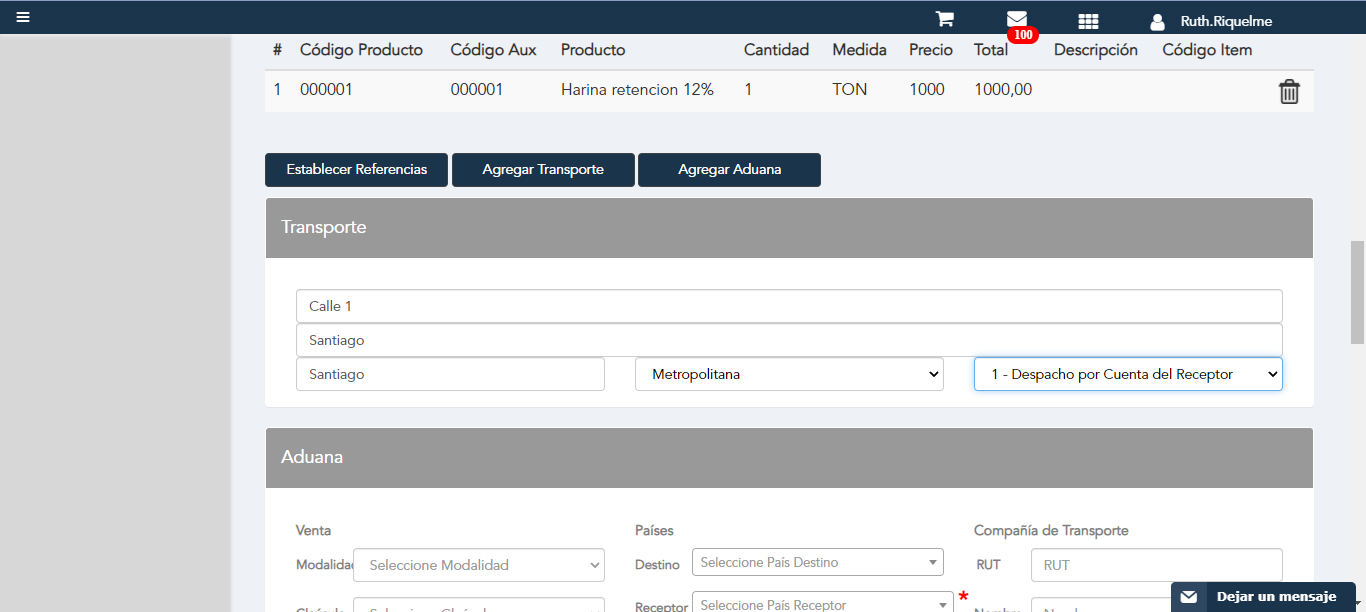 Ruth.Riquelme
100
# Código Producto Código Aux Producto Cantidad Medida Precio Total Descripción Código Item
1 000001 000001 Harina retencion 12% 1 TON 1000 1000,00
Establecer Referencias Agregar Transporte Agregar Aduana
Transporte
Calle 1
Santiago
Santiago Metropolitana 1 - Despacho por Cuenta del Receptor
Aduana
Venta Países Compañía de Transporte
Modalidad Seleccione Modalidad Destino Seleccione País Destino RUT RUT
Receptor Seleccione País Receptor *
Dejar un mensaje